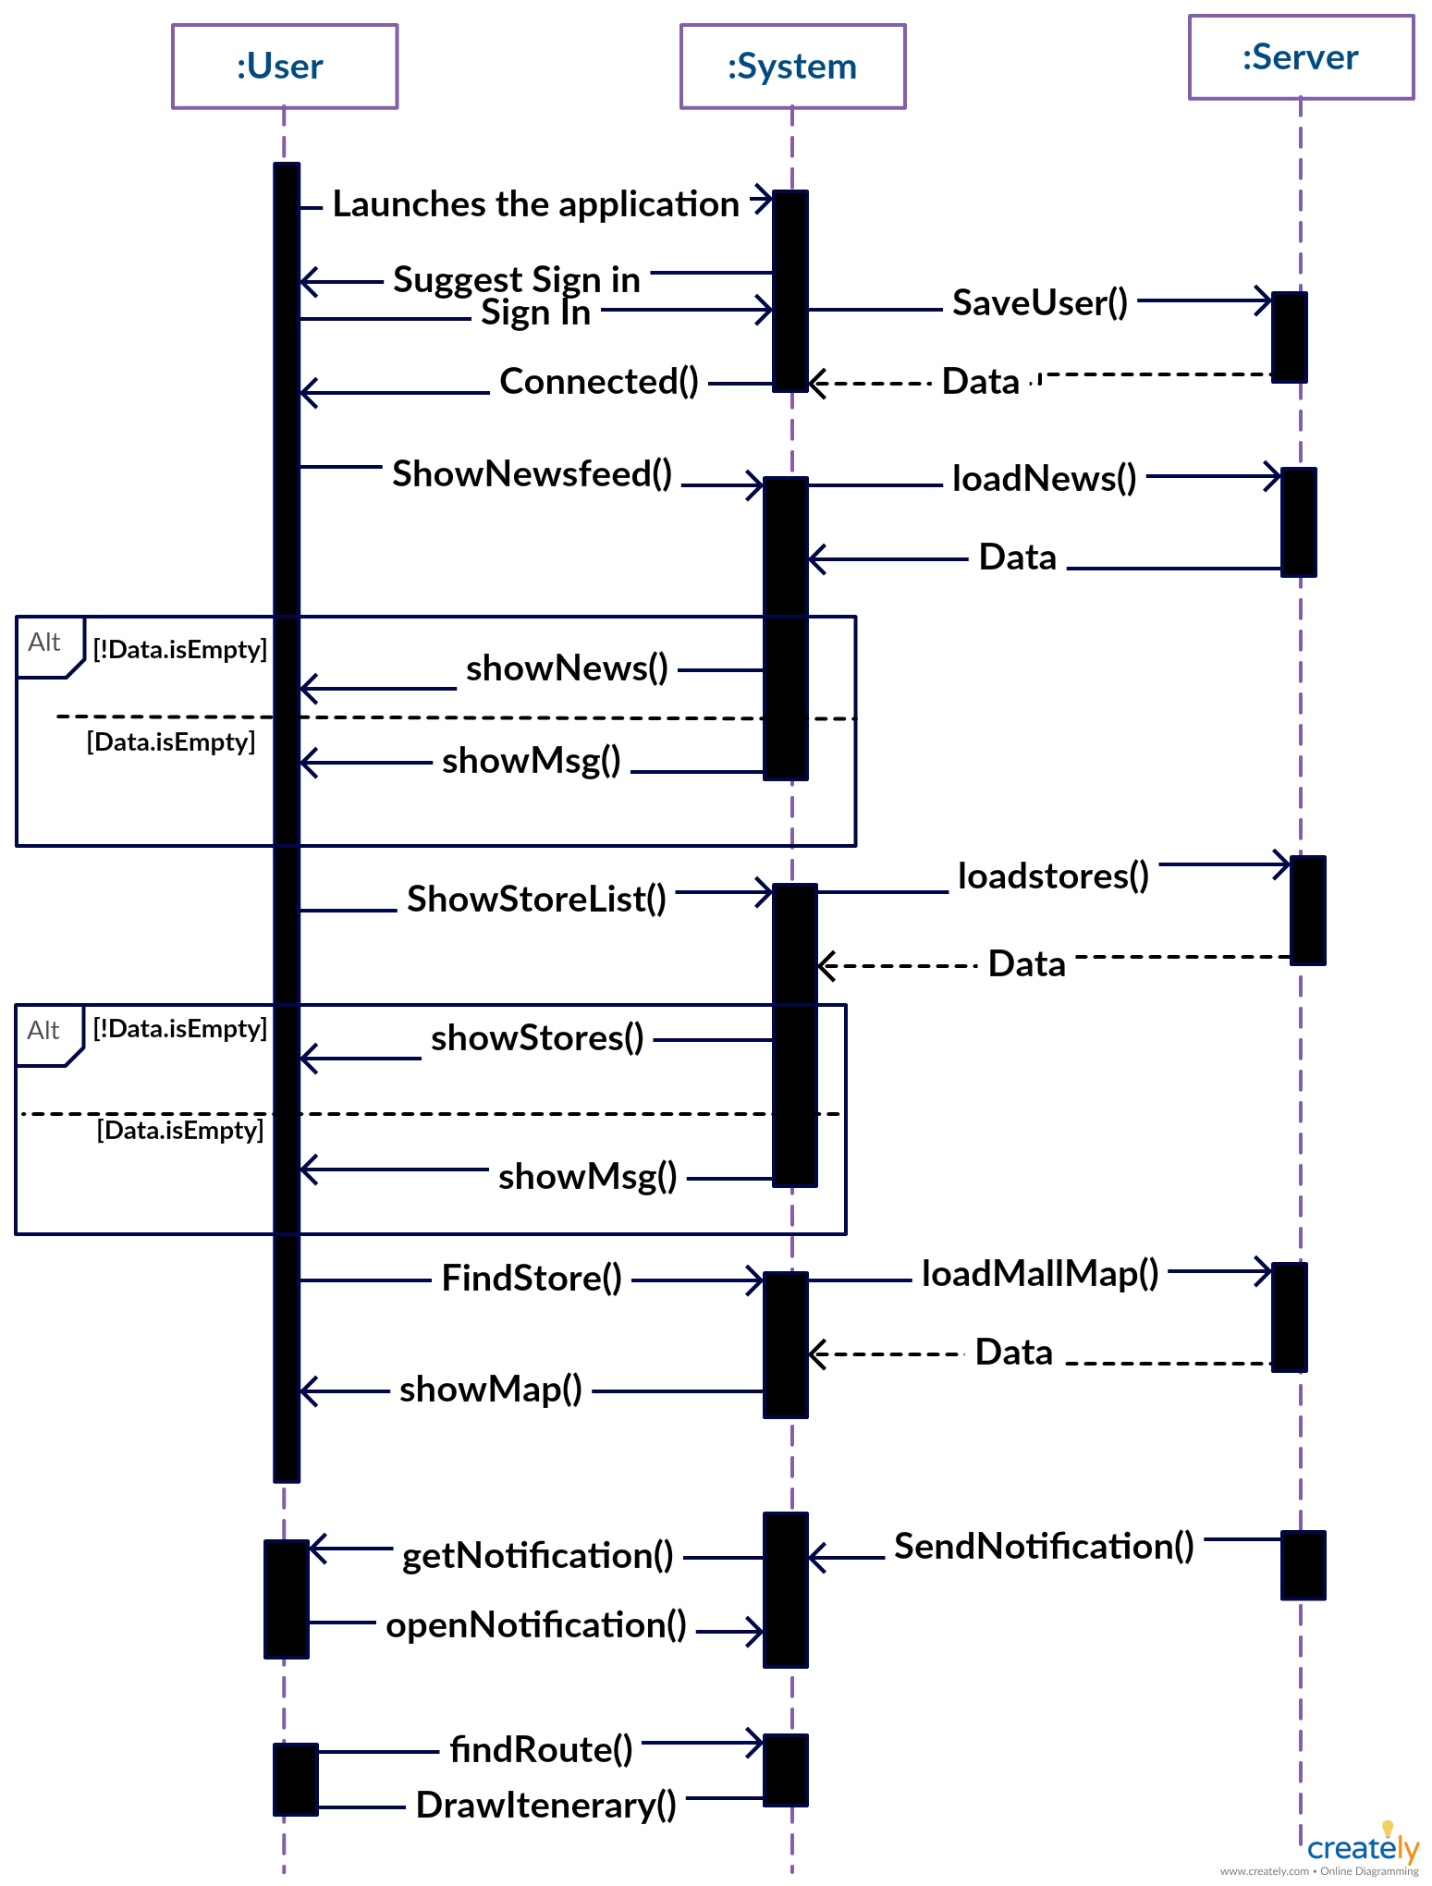 :User
:System
:Server
Launches the application
Suggest Sign in
Sign In
SaveUser()
Connected()
Data
ShowNewsfeed()
loadNews()
Data
Alt
[!Data.isEmpty]
showNews()
[Data.isEmpty]
showMsg()
ShowStoreList()
loadstores()
Data
Alt
[!Data.isEmpty]
showStores()
[Data.isEmpty]
showMsg()
FindStore()
loadMallMap()
Data
showMap()
getNotification()
SendNotification()
openNotification()
findRoute()
DrawItenerary()
creately
www.creately.com • Online Diagramming